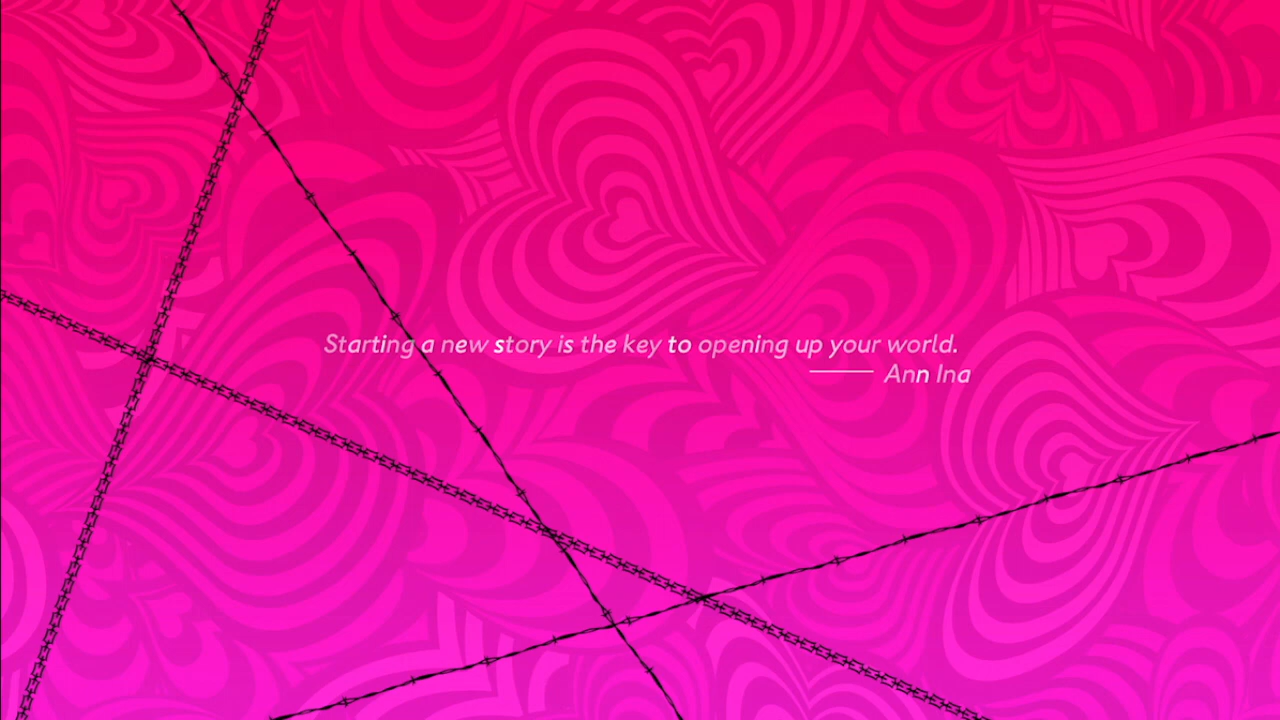 Starting a new story is the key to opening up your world.
—— Ann Ina